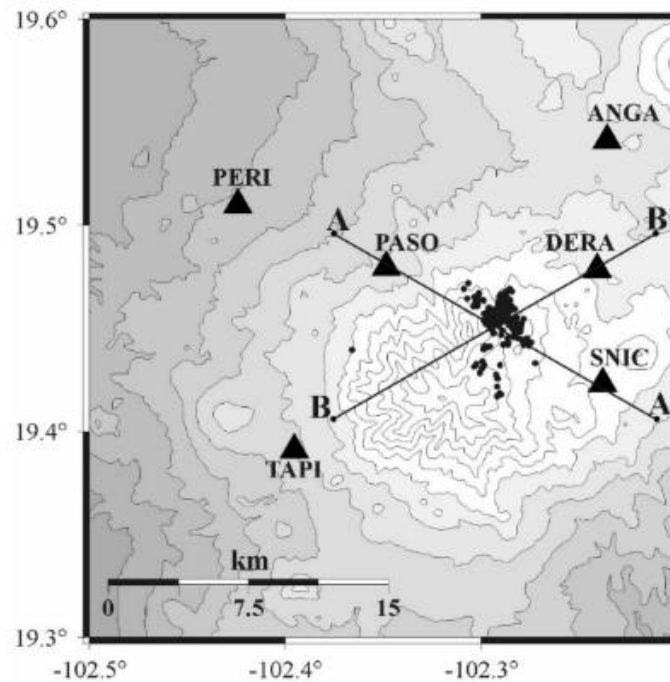 19.6°
ANGA
PERI
19.5°
A
B
PASO
DERA
SNIC
B
A
19.4°
TAPI
km
0
7.5
15
19.3°
-102.5°
-102.4°
-102.3°